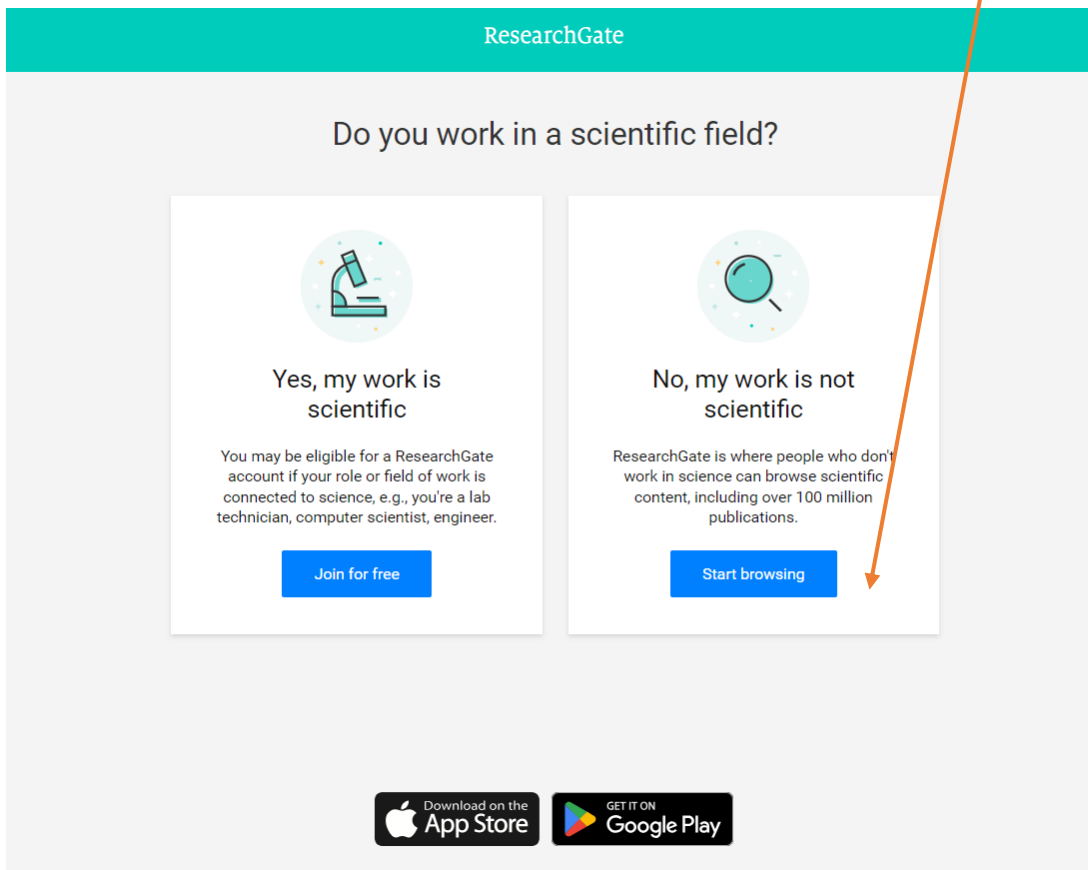 ResearchGate
Do you work in a scientific field?
Yes, my work is
scientific
You may be eligible for a ResearchGate
account if your role or field of work is
connected to science, e.g., you're a lab
technician, computer scientist, engineer.
Join for free
No, my work is not
scientific
ResearchGate is where people who don't
work in science can browse scientific
content, including over 100 million
publications.
Start browsing
Download on the
App Store
GET IT ON
Google Play